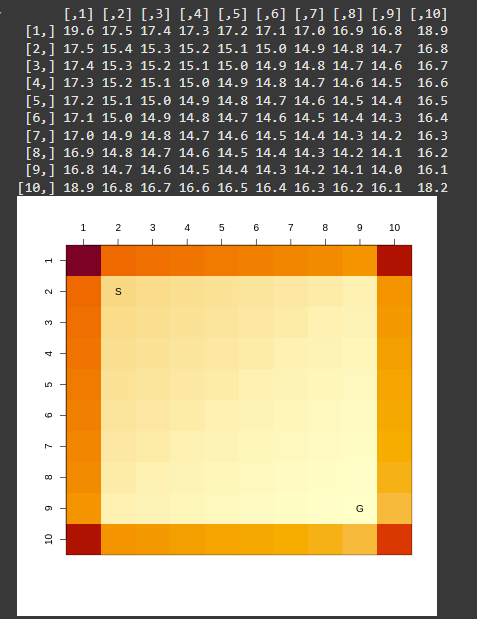 [,1] [,2] [,3] [,4] [,5] [,6] [,7] [,8] [,9] [,10]
[1,] 19.6 17.5 17.4 17.3 17.2 17.1 17.0 16.9 16.8 18.9
[2,] 17.5 15.4 15.3 15.2 15.1 15.0 14.9 14.8 14.7 16.8
[3,] 17.4 15.3 15.2 15.1 15.0 14.9 14.8 14.7 14.6 16.7
[4,] 17.3 15.2 15.1 15.0 14.9 14.8 14.7 14.6 14.5 16.6
[5,] 17.2 15.1 15.0 14.9 14.8 14.7 14.6 14.5 14.4 16.5
[6,] 17.1 15.0 14.9 14.8 14.7 14.6 14.5 14.4 14.3 16.4
[7,] 17.0 14.9 14.8 14.7 14.6 14.5 14.4 14.3 14.2 16.3
[8,] 16.9 14.8 14.7 14.6 14.5 14.4 14.3 14.2 14.1 16.2
[9,] 16.8 14.7 14.6 14.5 14.4 14.3 14.2 14.1 14.0 16.1
[10,] 18.9 16.8 16.7 16.6 16.5 16.4 16.3 16.2 16.1 18.2
1 2 3 4 5 6 7 8 9 10
1
2 S
3
4
5
6
7
8
9 G
10